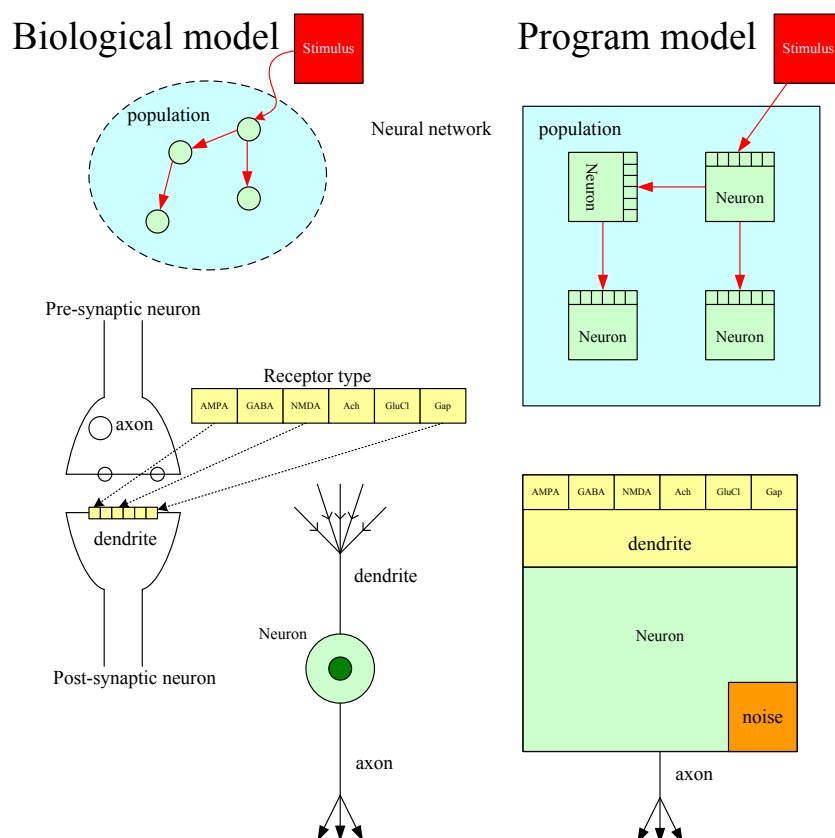 Biological model
Stimulus
population
Neural network
Program model
Stimulus
population
Neuron
Neuron
Neuron
Neuron
Pre-synaptic neuron
axon
Receptor type
AMPA GABA NMDA Ach GluCl Gap
dendrite
Post-synaptic neuron
dendrite
Neuron
axon
AMPA GABA NMDA Ach GluCl Gap
dendrite
Neuron
noise
axon